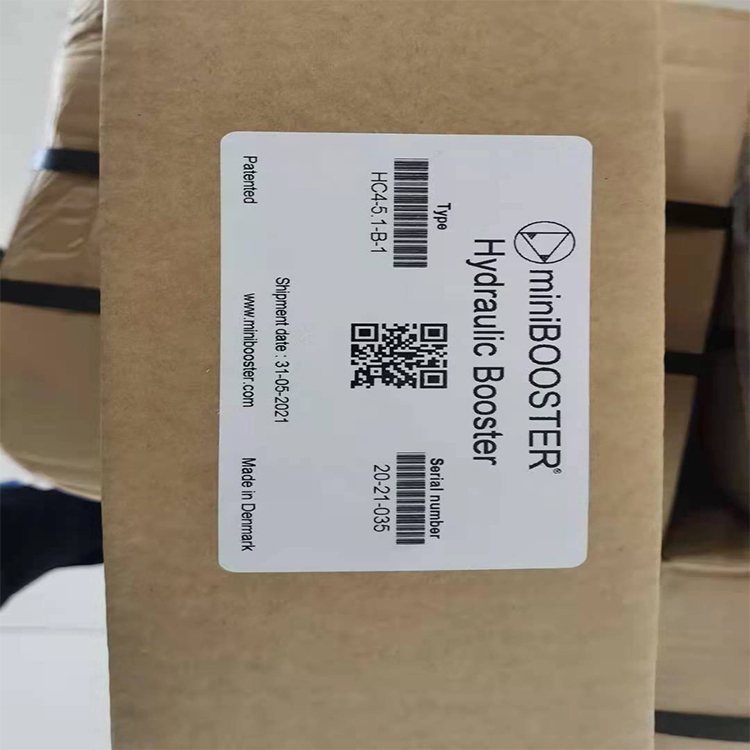 miniBOOSTER®
Hydraulic Booster
Type
HC4-5.1-B-1
Serial number
20-21-035
Shipment date : 31-05-2021
Patented
www.minibooster.com
Made in Denmark